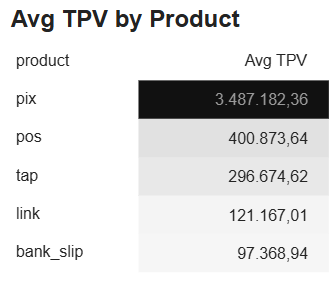 Avg TPV by Product
product Avg TPV
pix 3.487.182,36
pos 400.873,64
tap 296.674,62
link 121.167,01
bank_slip 97.368,94